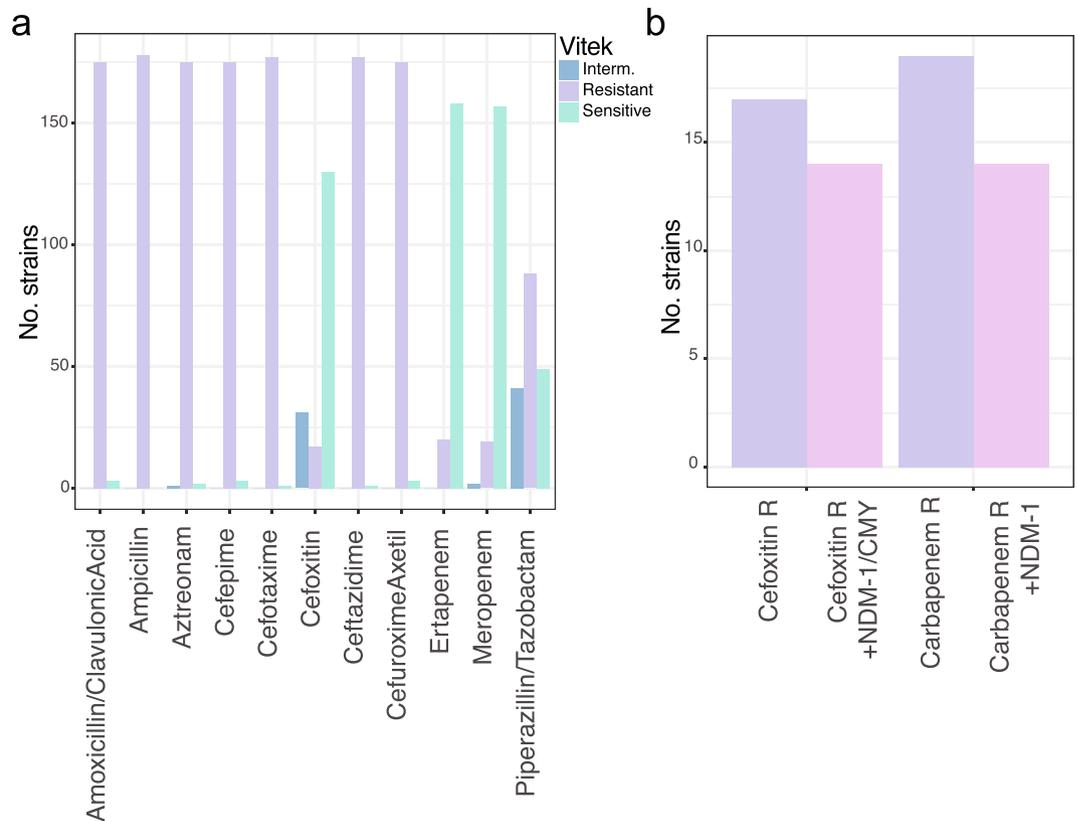 a
No. strains
150
100
50
0
Amoxicillin/ClavulonicAcid
Ampicillin
Aztreonam
Cefepime
Cefotaxime
Cefoxitin
Ceftazidime
CefuroximeAxetil
Ertapenem
Meropenem
Piperazillin/Tazobactam
Vitek
Interm.
Resistant
Sensitive
b
No. strains
15
10
5
0
Cefoxitin R
Cefoxitin R
+NDM-1/CMY
Carbapenem R
Carbapenem R
+NDM-1